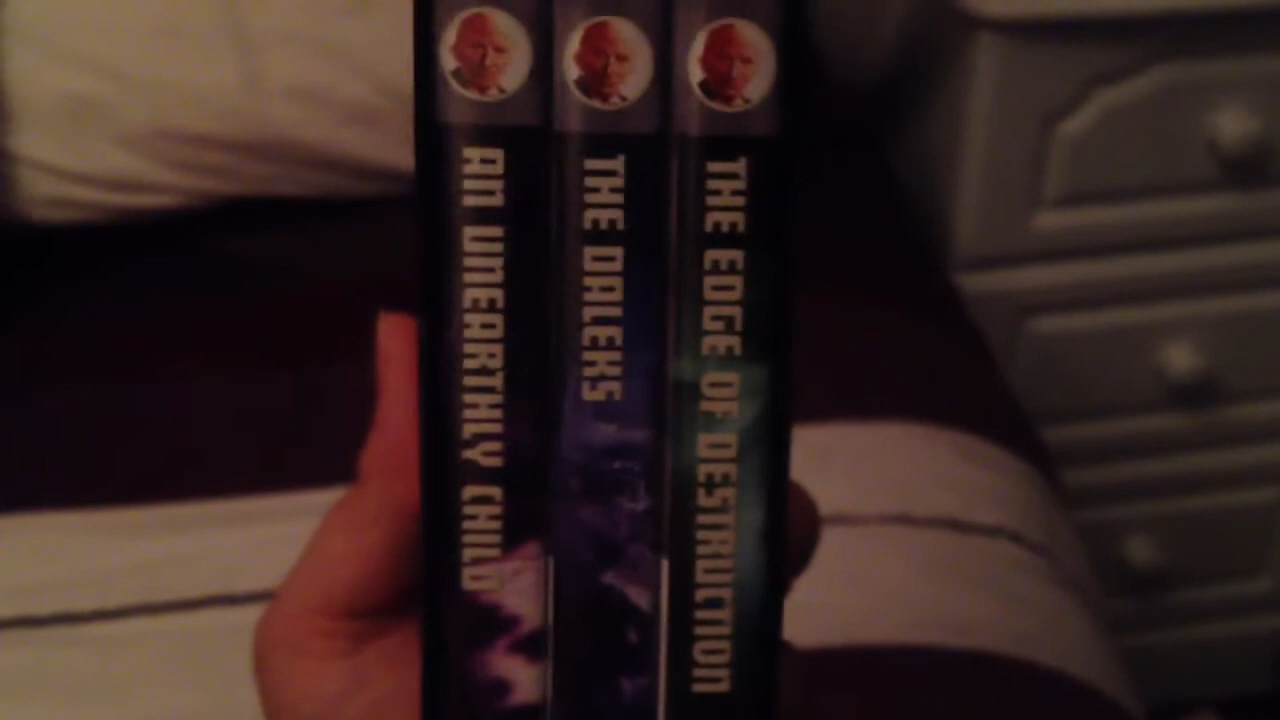 AN UNEARTHLY CHILD
THE DALEKS
THE EDGE OF DESTRUCTION